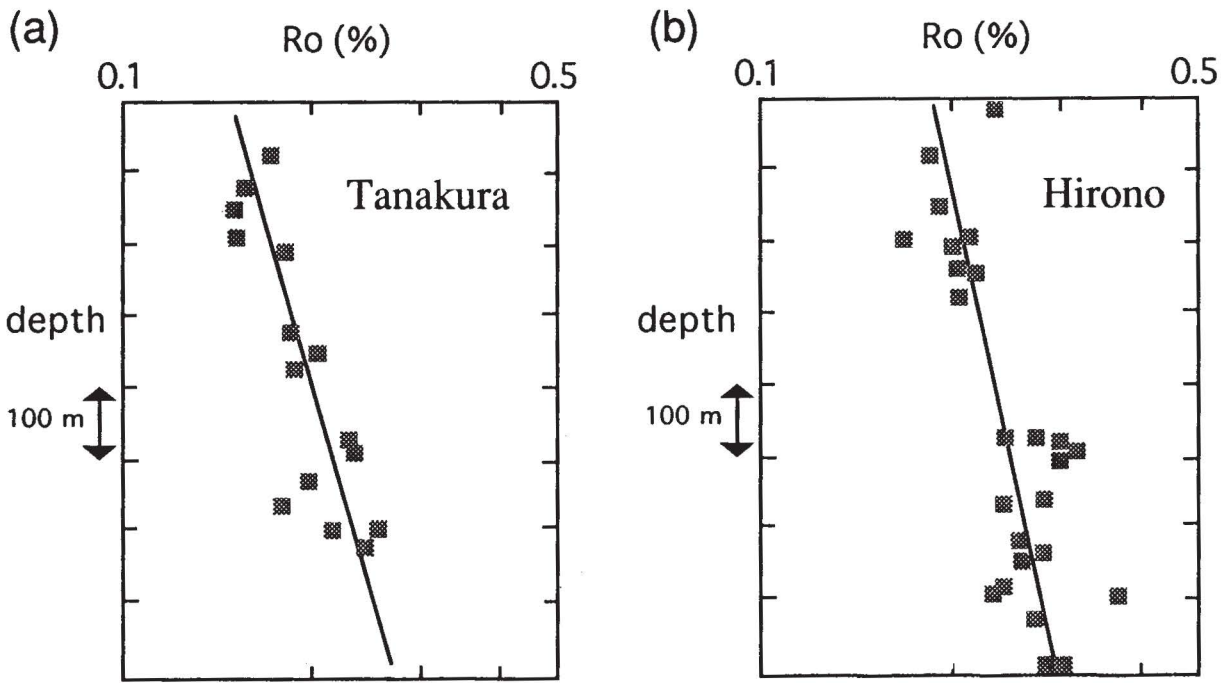 (a)
Ro (%)
0.1 0.5
Tanakura
depth
100 m
(b)
Ro (%)
0.1 0.5
Hirono
depth
100 m